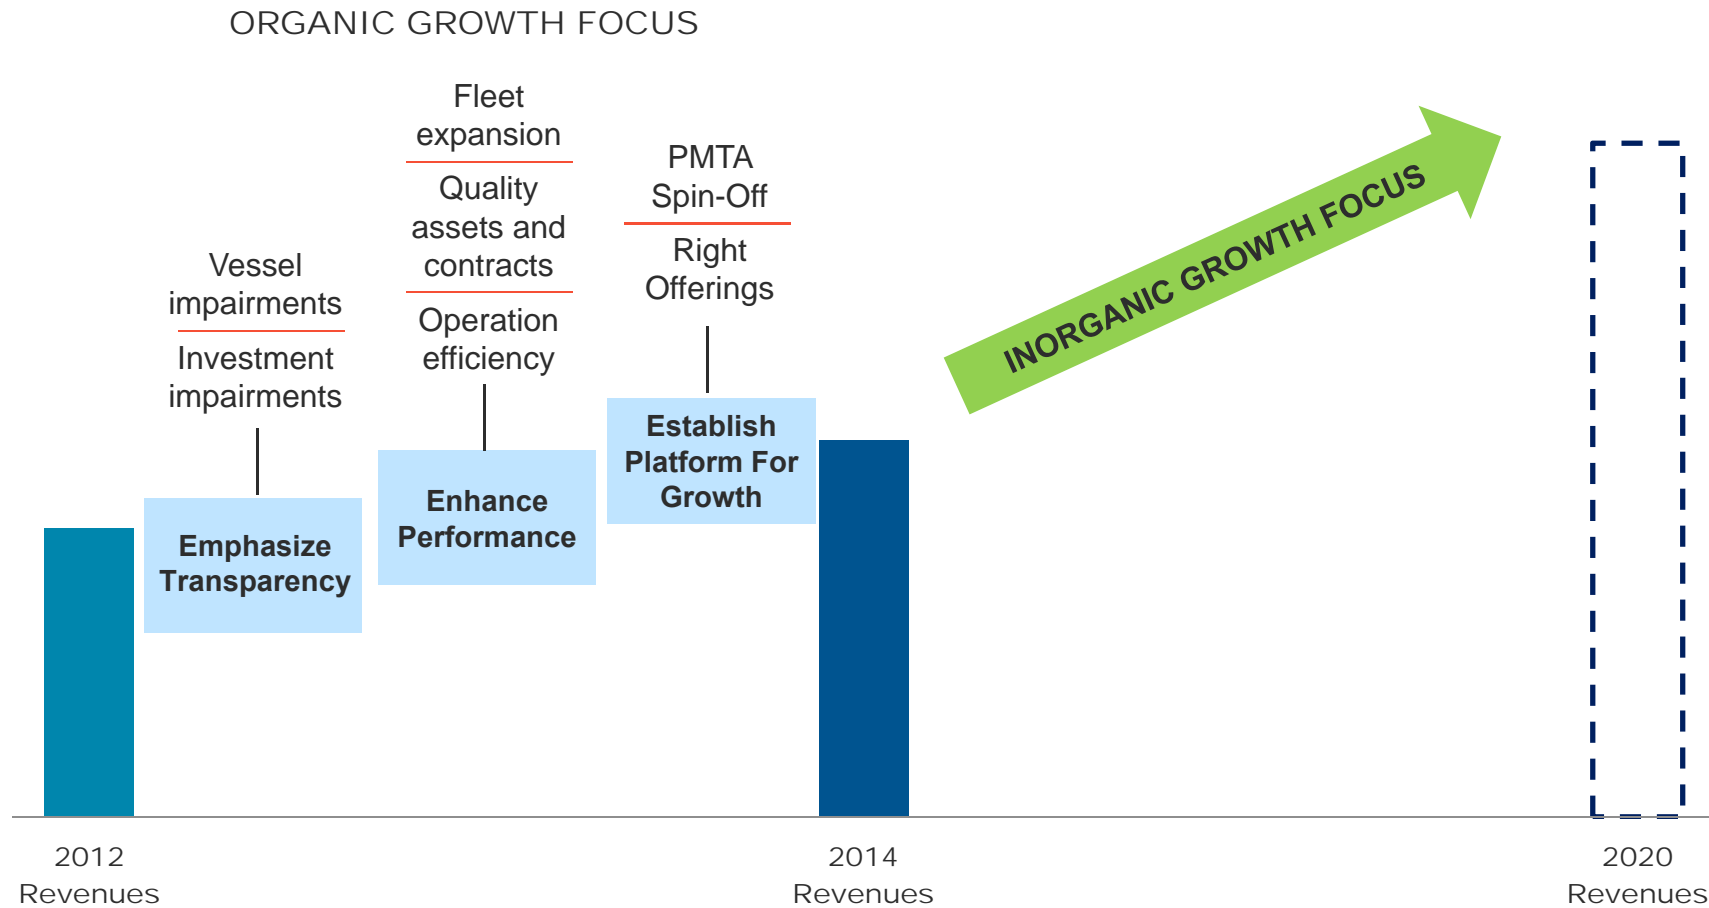 ORGANIC GROWTH FOCUS
Vessel
impairments
Investment
impairments
Emphasize
Transparency
Fleet
expansion
Quality
assets and
contracts
Operation
efficiency
Enhance
Performance
PMTA
Spin-Off
Right
Offerings
Establish
Platform For
Growth
INORGANIC GROWTH FOCUS
2012
Revenues
2014
Revenues
2020
Revenues